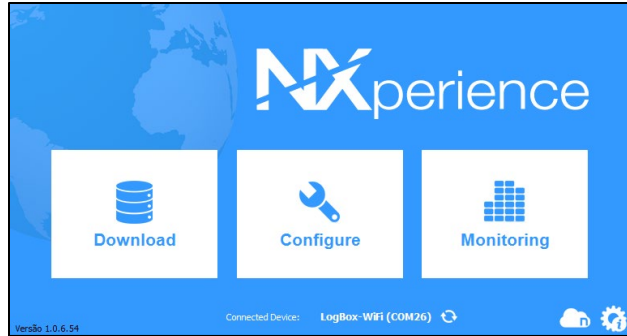 NXperience
Download
Configure
Monitoring
Connected Device: LogBox-WiFi (COM26)
n
Versão 1.0.6.54